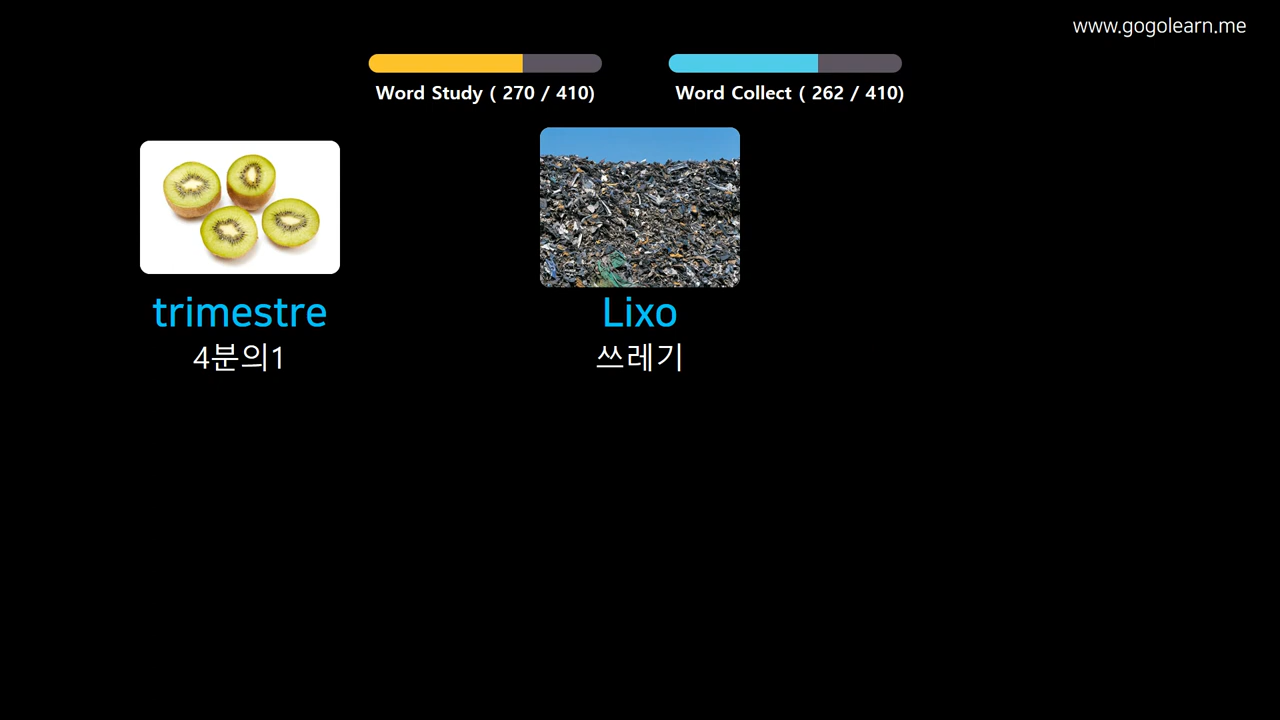 www.gogolearn.me
Word Study ( 270 / 410)
Word Collect ( 262 / 410)
trimestre
4분의1
Lixo
쓰레기